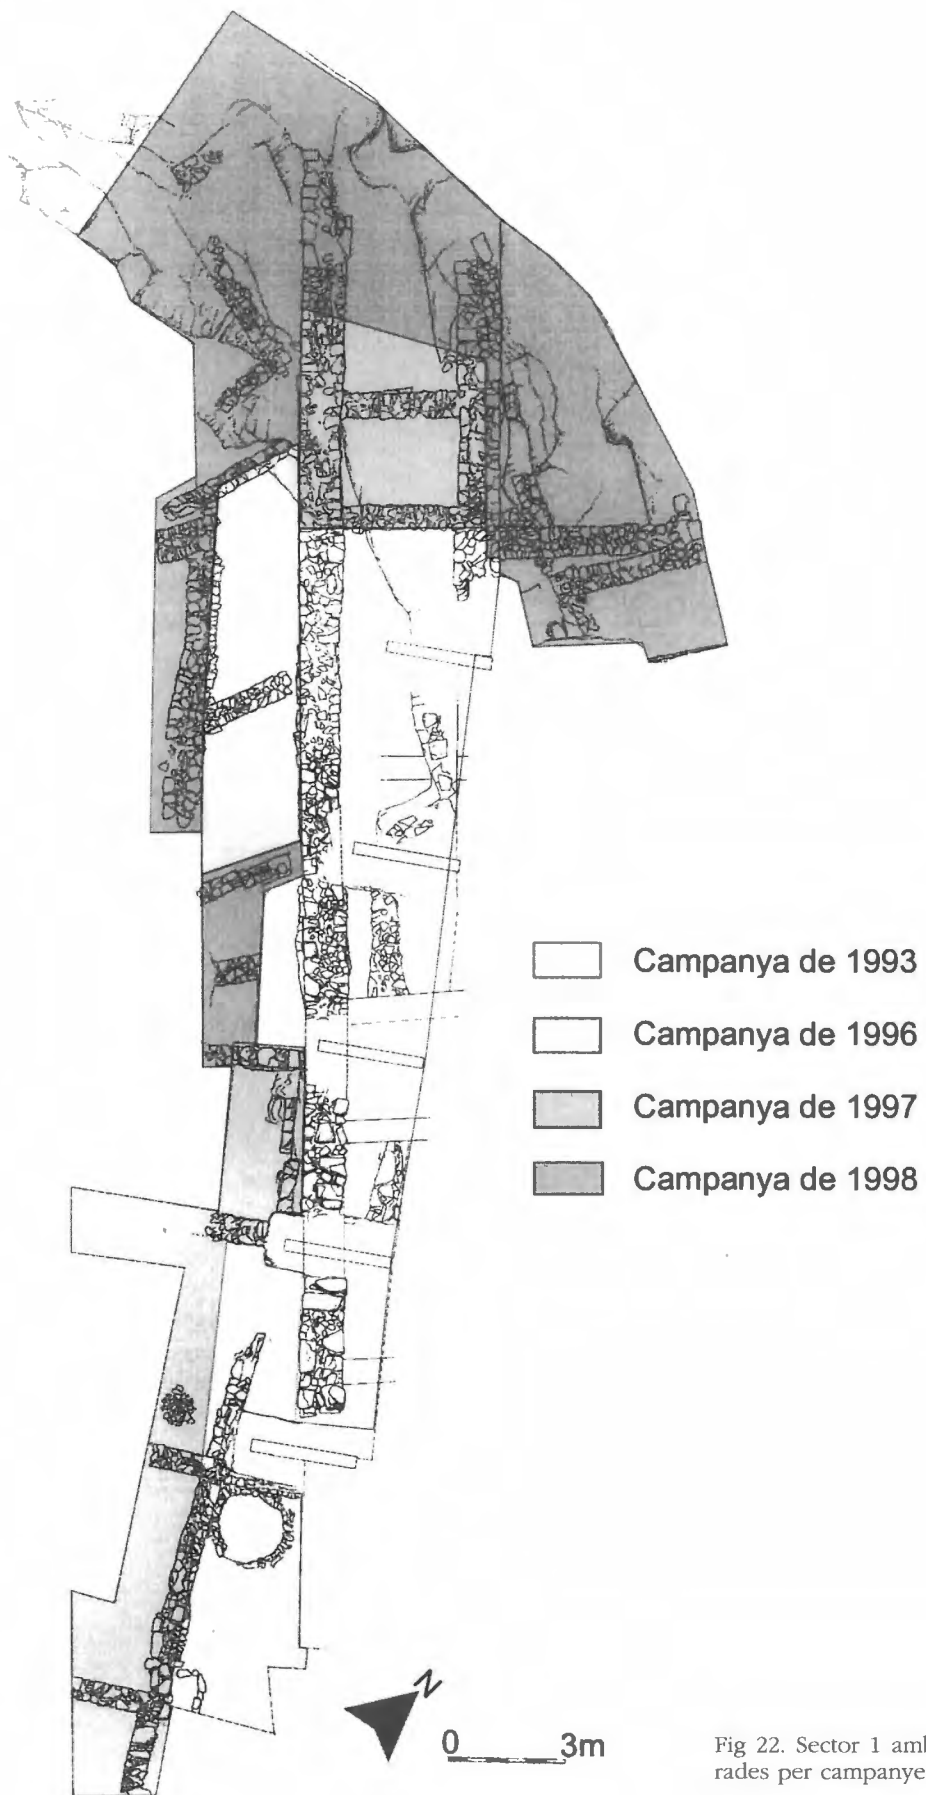 Campanya de 1993
Campanya de 1996
Campanya de 1997
Campanya de 1998
N
0 3m
Fig 22. Sector 1 aml
rades per campanye